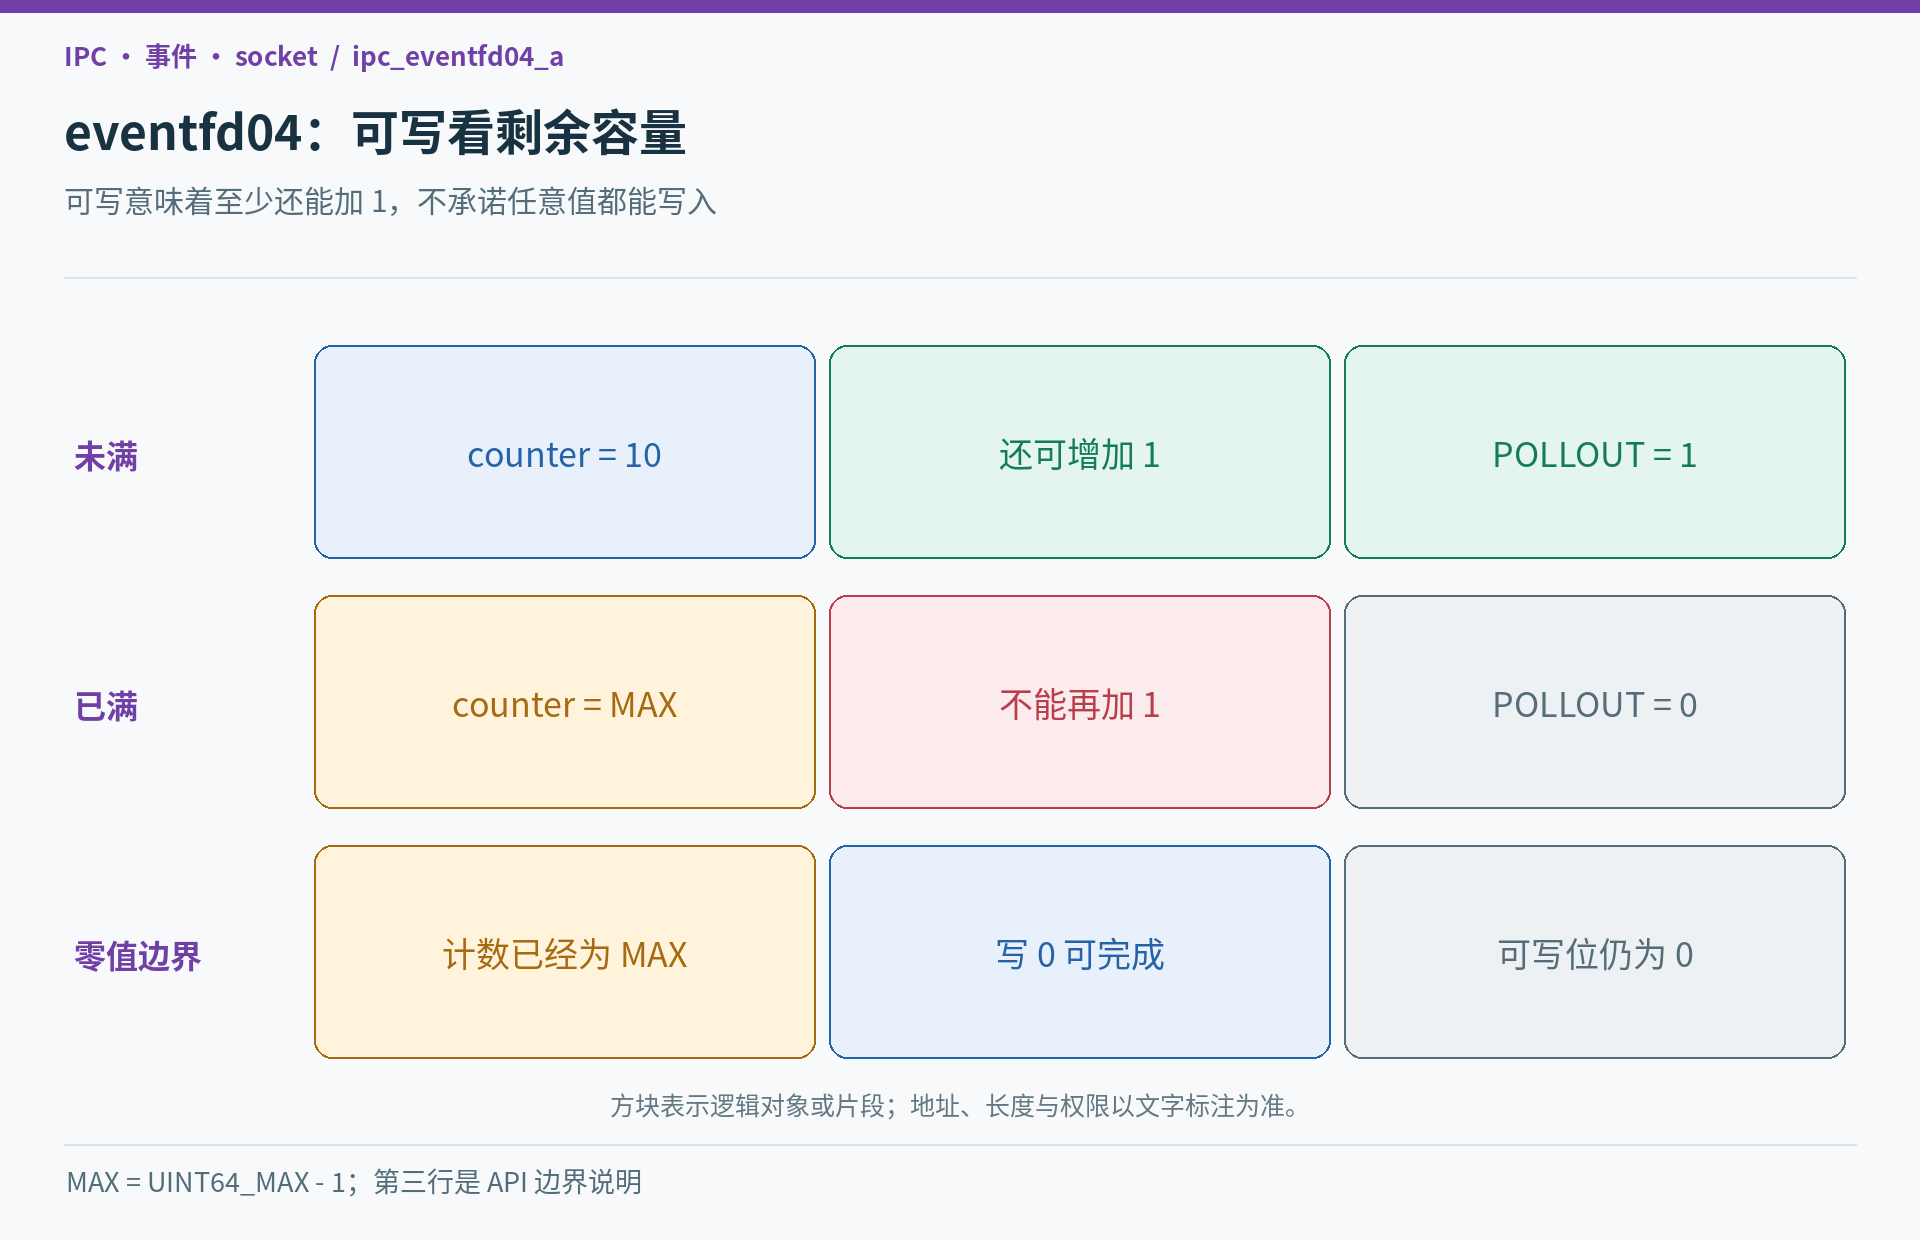 IPC · 事件 · socket / ipc_eventfd04_a
eventfd04：可写看剩余容量
可写意味着至少还能加 1，不承诺任意值都能写入
未满
counter = 10
还可增加 1
POLLOUT = 1
已满
counter = MAX
不能再加 1
POLLOUT = 0
零值边界
计数已经为 MAX
写 0 可完成
可写位仍为 0
方块表示逻辑对象或片段；地址、长度与权限以文字标注为准。
MAX = UINT64_MAX - 1；第三行是 API 边界说明